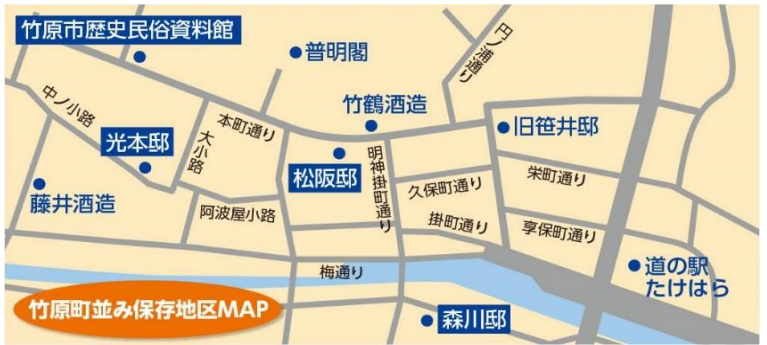 竹原市歴史民俗資料館
普明閣
円ノ浦通り
中ノ小路
本町通り
竹鶴酒造
旧笹井邸
光本邸
大小路
松阪邸
明神掛町通り
久保町通り
栄町通り
藤井酒造
阿波屋小路
掛町通り
享保町通り
梅通り
道の駅
たけはら
竹原町並み保存地区MAP
森川邸